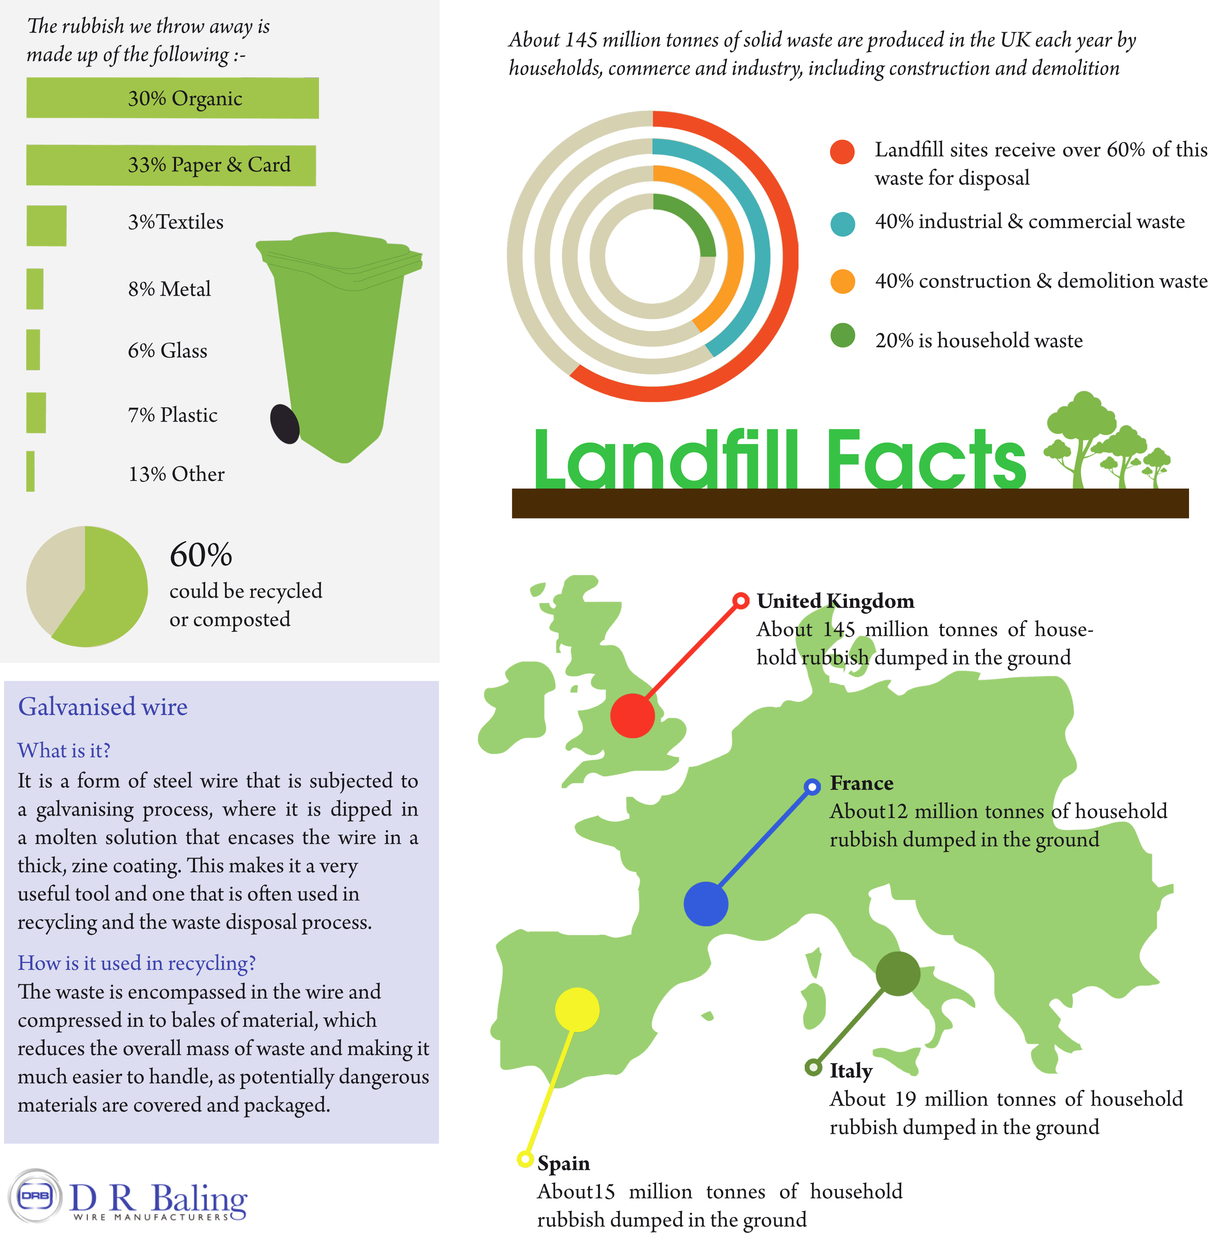 The rubbish we throw away is
made up of the following :-
30% Organic
33% Paper & Card
3%Textiles
8% Metal
6% Glass
7% Plastic
13% Other
60%
could be recycled
or composted
About 145 million tonnes of solid waste are produced in the UK each year by
households, commerce and industry, including construction and demolition
Landfill sites receive over 60% of this
waste for disposal
40% industrial & commercial waste
40% construction & demolition waste
20% is household waste
Landfill Facts
United Kingdom
About 145 million tonnes of house-
hold rubbish dumped in the ground
France
About12 million tonnes of household
rubbish dumped in the ground
Italy
About 19 million tonnes of household
rubbish dumped in the ground
Spain
About15 million tonnes of household
rubbish dumped in the ground
Galvanised wire
What is it?
It is a form of steel wire that is subjected to
a galvanising process, where it is dipped in
a molten solution that encases the wire in a
thick, zine coating. This makes it a very
useful tool and one that is often used in
recycling and the waste disposal process.
How is it used in recycling?
The waste is encompassed in the wire and
compressed in to bales of material, which
reduces the overall mass of waste and making it
much easier to handle, as potentially dangerous
materials are covered and packaged.
DRB
D R Baling
WIRE MANUFACTURERS